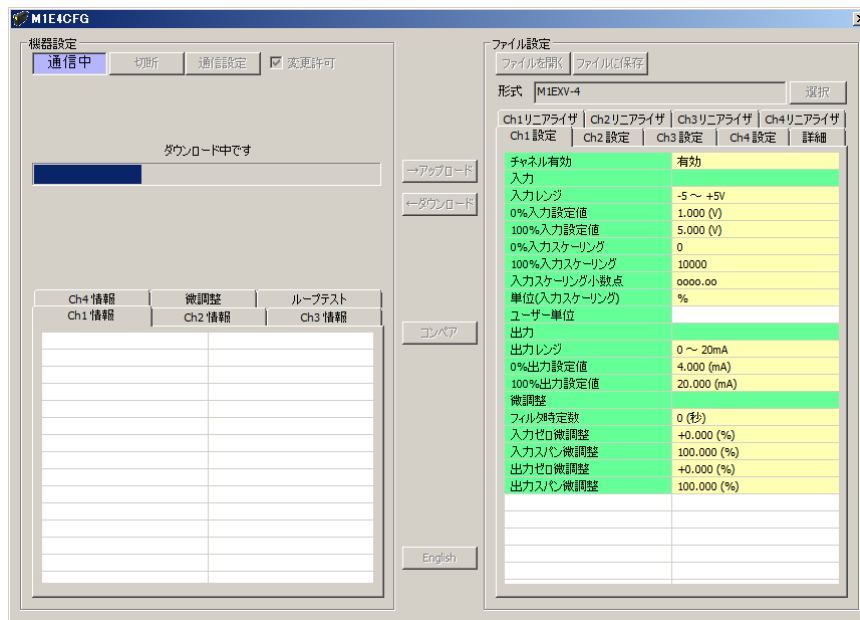 M1E4CFG
機器設定
通信中 切断 通信設定 変更許可
ダウンロード中です
Ch4 情報 微調整 ループテスト
Ch1 情報 Ch2 情報 Ch3 情報
→アップロード
←ダウンロード
コンペア
English
ファイル設定
ファイルを開く ファイルに保存
形式 M1EXV-4 選択
Ch1リニアライザ Ch2リニアライザ Ch3リニアライザ Ch4リニアライザ
Ch1 設定 Ch2 設定 Ch3 設定 Ch4 設定 詳細
チャネル有効 有効
入力
入力レンジ -5 ～ +5V
0%入力設定値 1.000 (V)
100%入力設定値 5.000 (V)
0%入力スケーリング 0
100%入力スケーリング 10000
入力スケーリング小数点 oooo.oo
単位(入力スケーリング) %
ユーザー単位
出力
出力レンジ 0 ～ 20mA
0%出力設定値 4.000 (mA)
100%出力設定値 20.000 (mA)
微調整
フィルタ時定数 0 (秒)
入力ゼロ微調整 +0.000 (%)
入力スパン微調整 100.000 (%)
出力ゼロ微調整 +0.000 (%)
出力スパン微調整 100.000 (%)